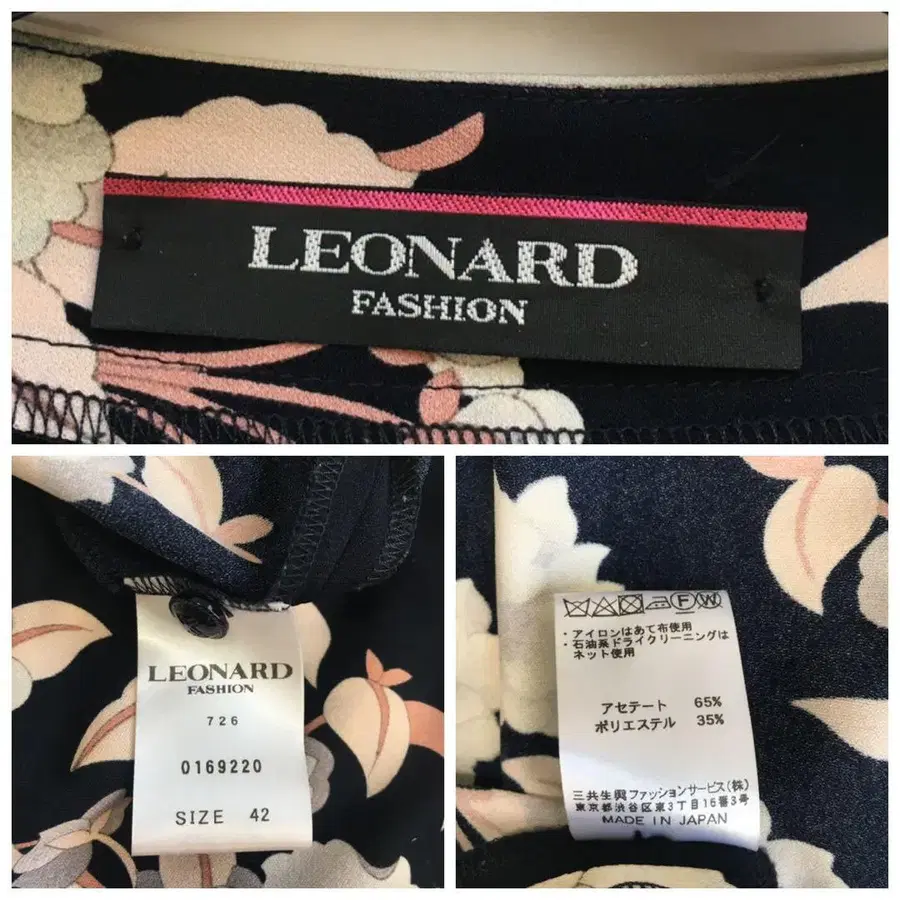 LEONARD
FASHION
LEONARD
FASHION
726
0169220
SIZE 42
F W
・アイロンはあて布使用
・石油系ドライクリーニングは
ネット使用
アセテート 65%
ポリエステル 35%
三共生興ファッションサービス(株)
東京都渋谷区東3丁目16番3号
MADE IN JAPAN